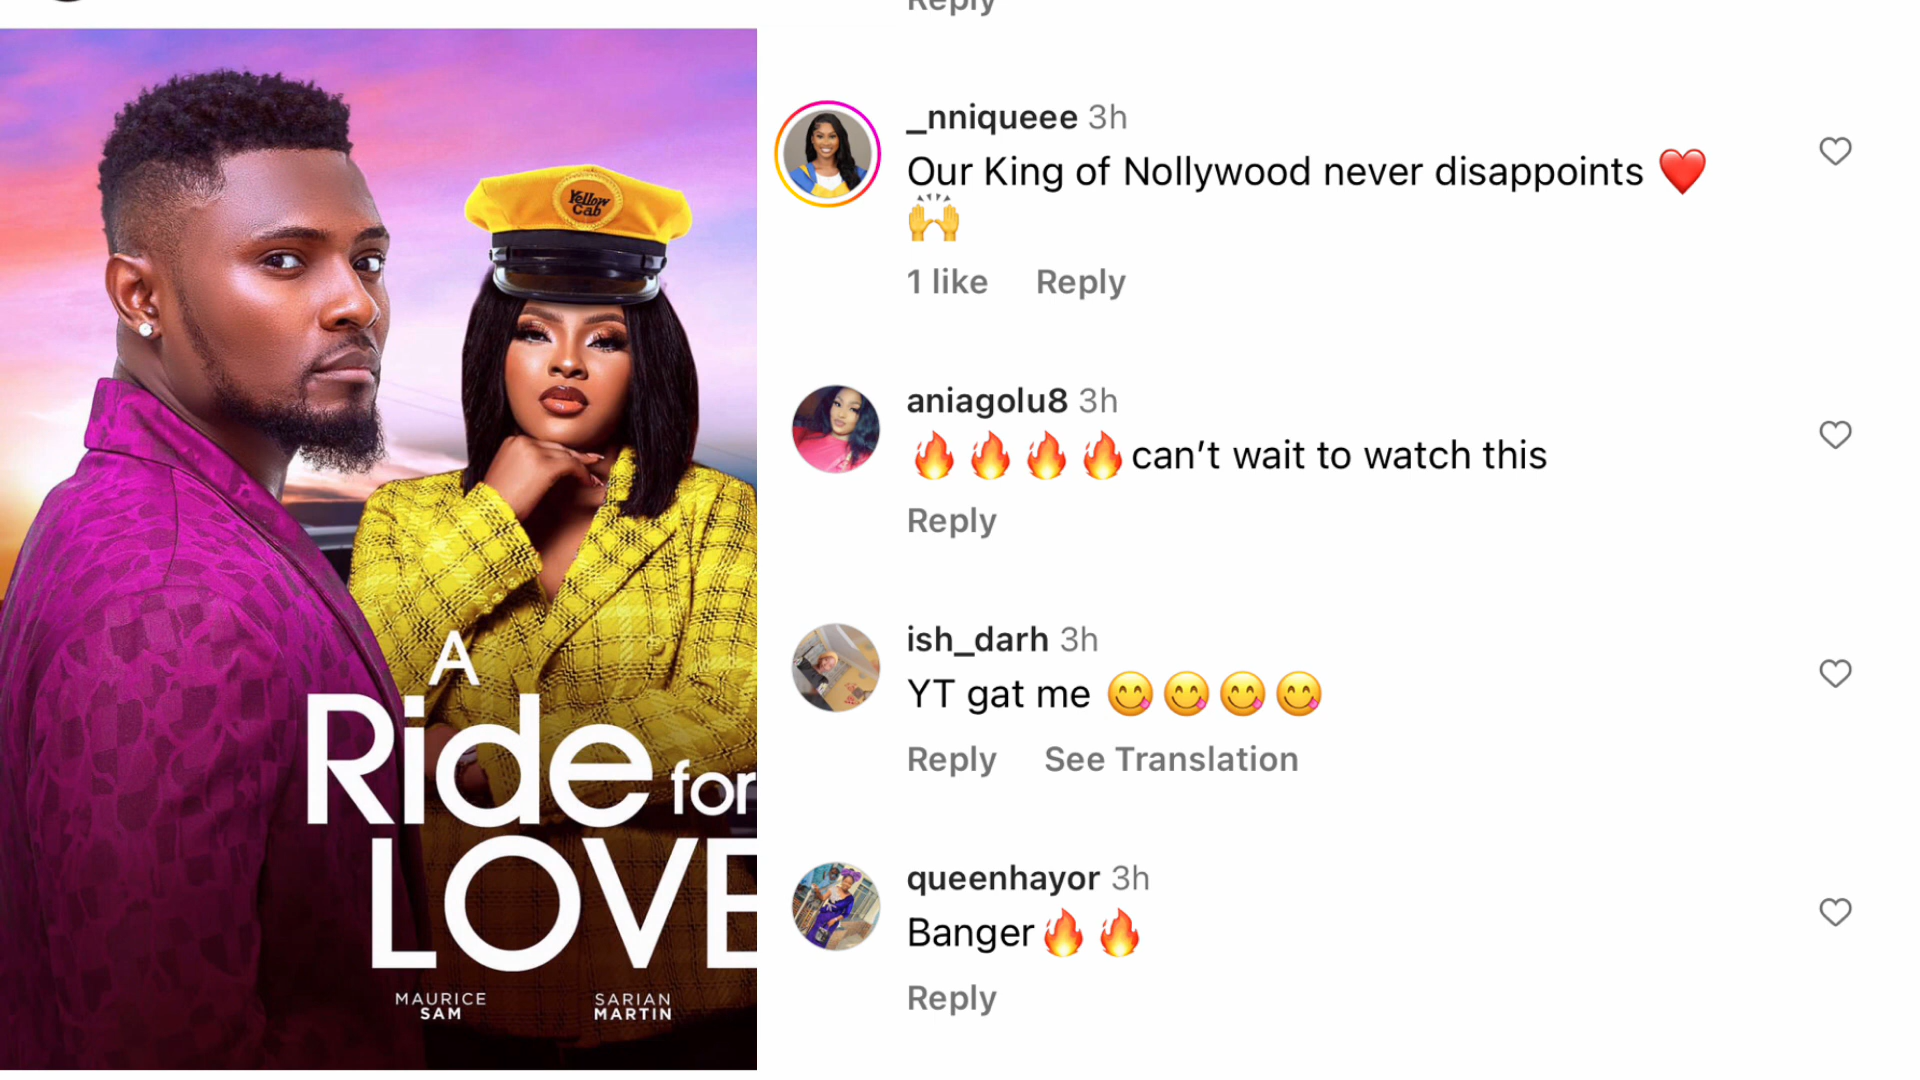 Yellow
Cab
A
Ride for
LOVE
MAURICE
SAM
SARIAN
MARTIN
Reply
_nniqueee 3h
Our King of Nollywood never disappoints ❤️
🙌
1 like Reply
aniagolu8 3h
🔥🔥🔥🔥can’t wait to watch this
Reply
ish_darh 3h
YT gat me 😋😋😋😋
Reply See Translation
queenhayor 3h
Banger🔥🔥
Reply